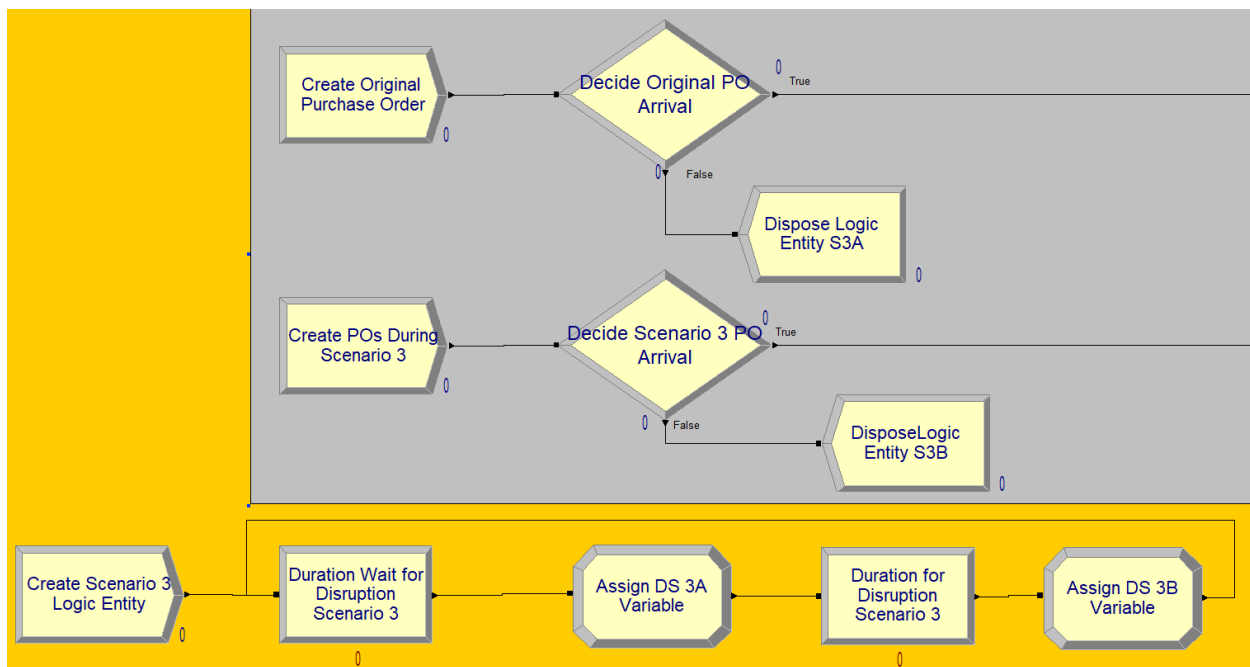 Create Original
Purchase Order
0
Decide Original PO
Arrival
0
True
0
False
Dispose Logic
Entity S3A
0
Create POs During
Scenario 3
0
Decide Scenario 3 PO
Arrival
0
True
0
False
DisposeLogic
Entity S3B
0
Create Scenario 3
Logic Entity
0
Duration Wait for
Disruption
Scenario 3
0
Assign DS 3A
Variable
Duration for
Disruption
Scenario 3
0
Assign DS 3B
Variable